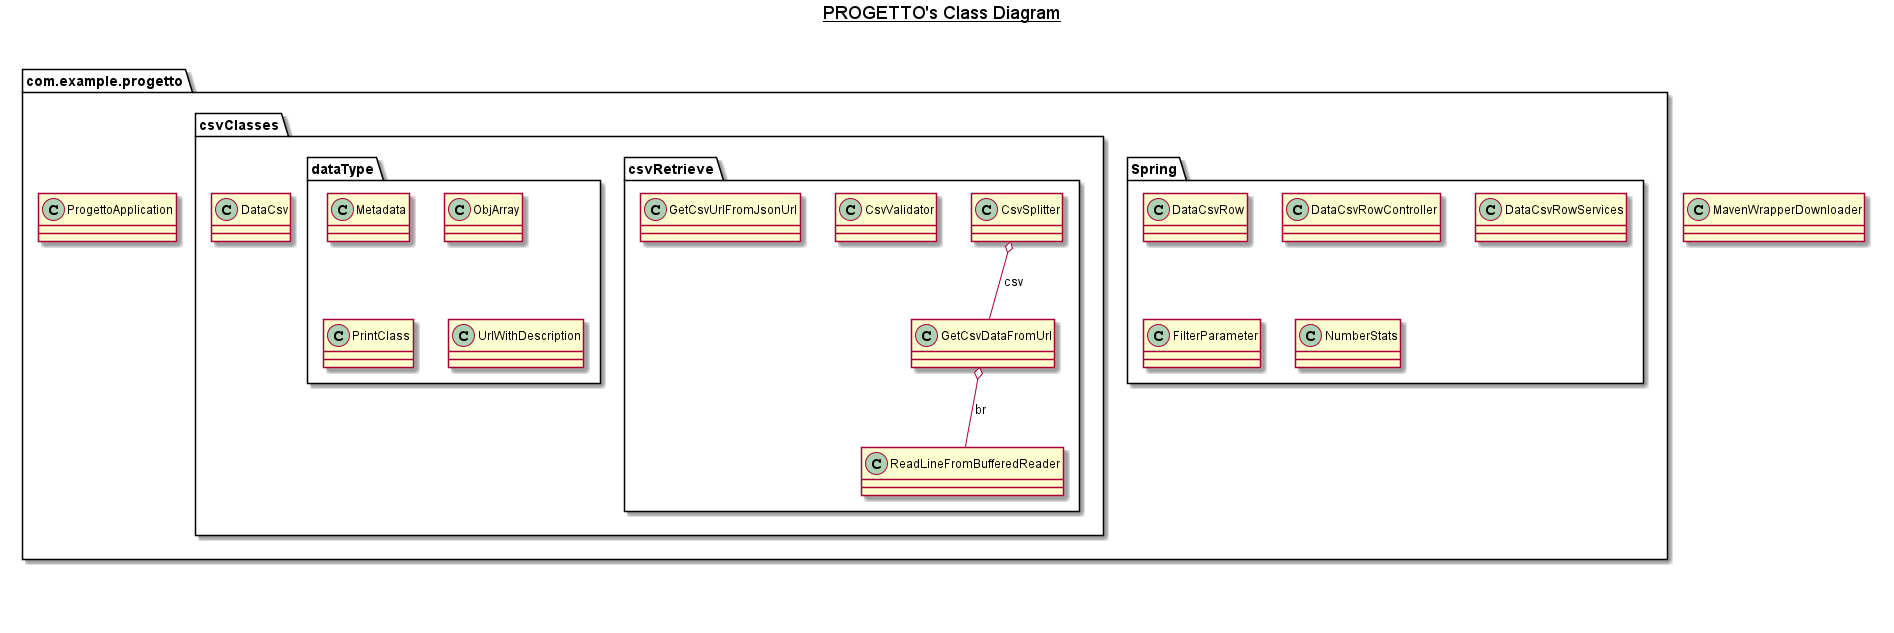 PROGETTO's Class Diagram
com.example.progetto
csvClasses
dataType
csvRetrieve
Spring
C ProgettoApplication
C DataCsv
C Metadata
C ObjArray
C GetCsvUrlFromJsonUrl
C CsvValidator
C CsvSplitter
C DataCsvRow
C DataCsvRowController
C DataCsvRowServices
C MavenWrapperDownloader
csv
C PrintClass
C UrlWithDescription
C GetCsvDataFromUrl
C FilterParameter
C NumberStats
br
C ReadLineFromBufferedReader